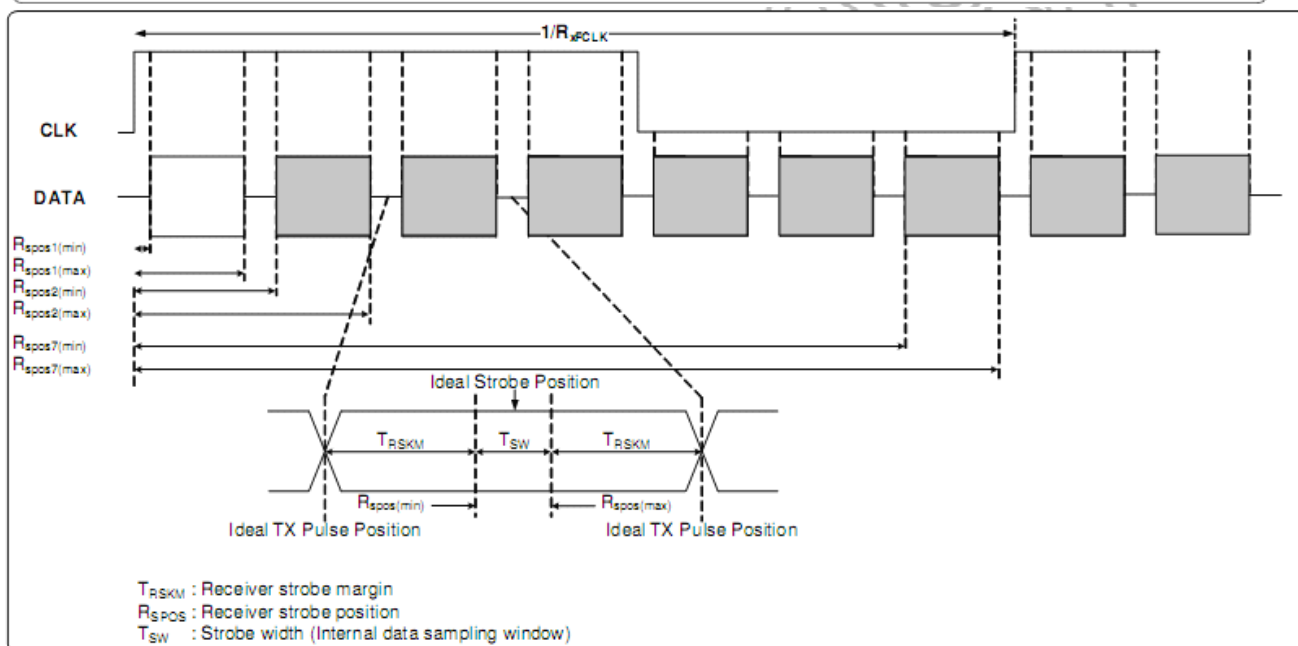 1/RxFCLK
CLK
DATA
Rspos1(min)
Rspos1(max)
Rspos2(min)
Rspos2(max)
Rspos7(min)
Rspos7(max)
Ideal Strobe Position
TRSKM TSW TRSKM
Rspos(min) Rspos(max)
Ideal TX Pulse Position Ideal TX Pulse Position
TRSKM : Receiver strobe margin
RSPOS : Receiver strobe position
TSW : Strobe width (Internal data sampling window)